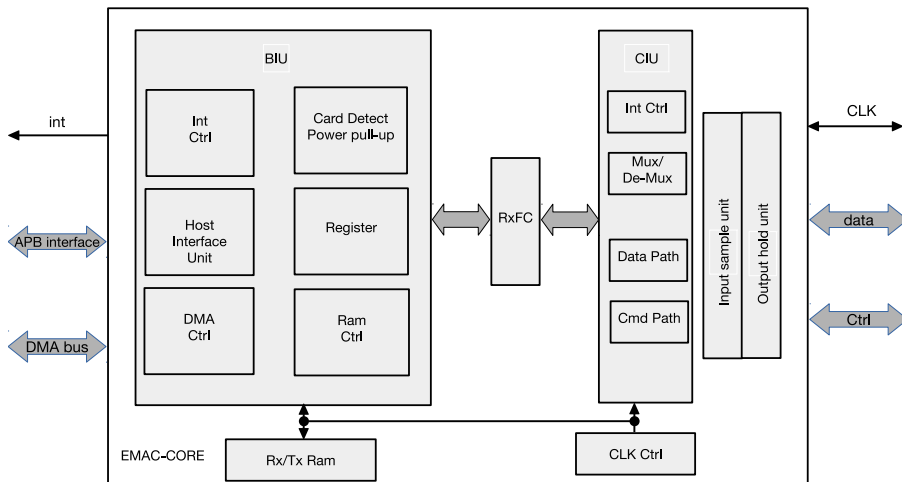 BIU
CIU
Int
Ctrl
Card Detect
Power pull-up
Int Ctrl
int
CLK
Mux/
De-Mux
Host
Interface
Unit
Register
RxFC
Input sample unit
Output hold unit
APB interface
data
Data Path
DMA
Ctrl
Ram
Ctrl
Cmd Path
Ctrl
DMA bus
EMAC-CORE
Rx/Tx Ram
CLK Ctrl